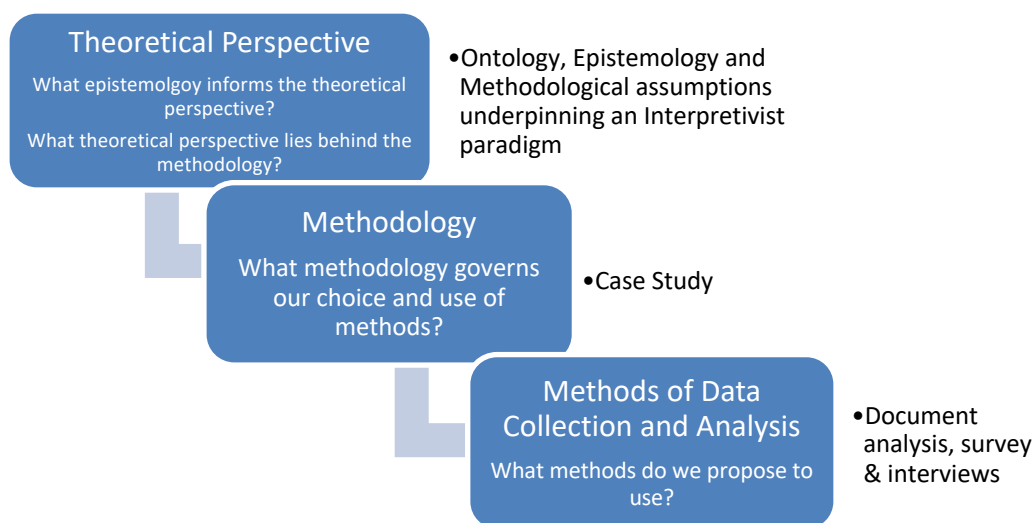 Theoretical Perspective
What epistemolgoy informs the theoretical
perspective?
What theoretical perspective lies behind the
methodology?
•Ontology, Epistemology and
Methodological assumptions
underpinning an Interpretivist
paradigm
Methodology
What methodology governs
our choice and use of
methods?
•Case Study
Methods of Data
Collection and Analysis
What methods do we propose to
use?
•Document
analysis, survey
& interviews